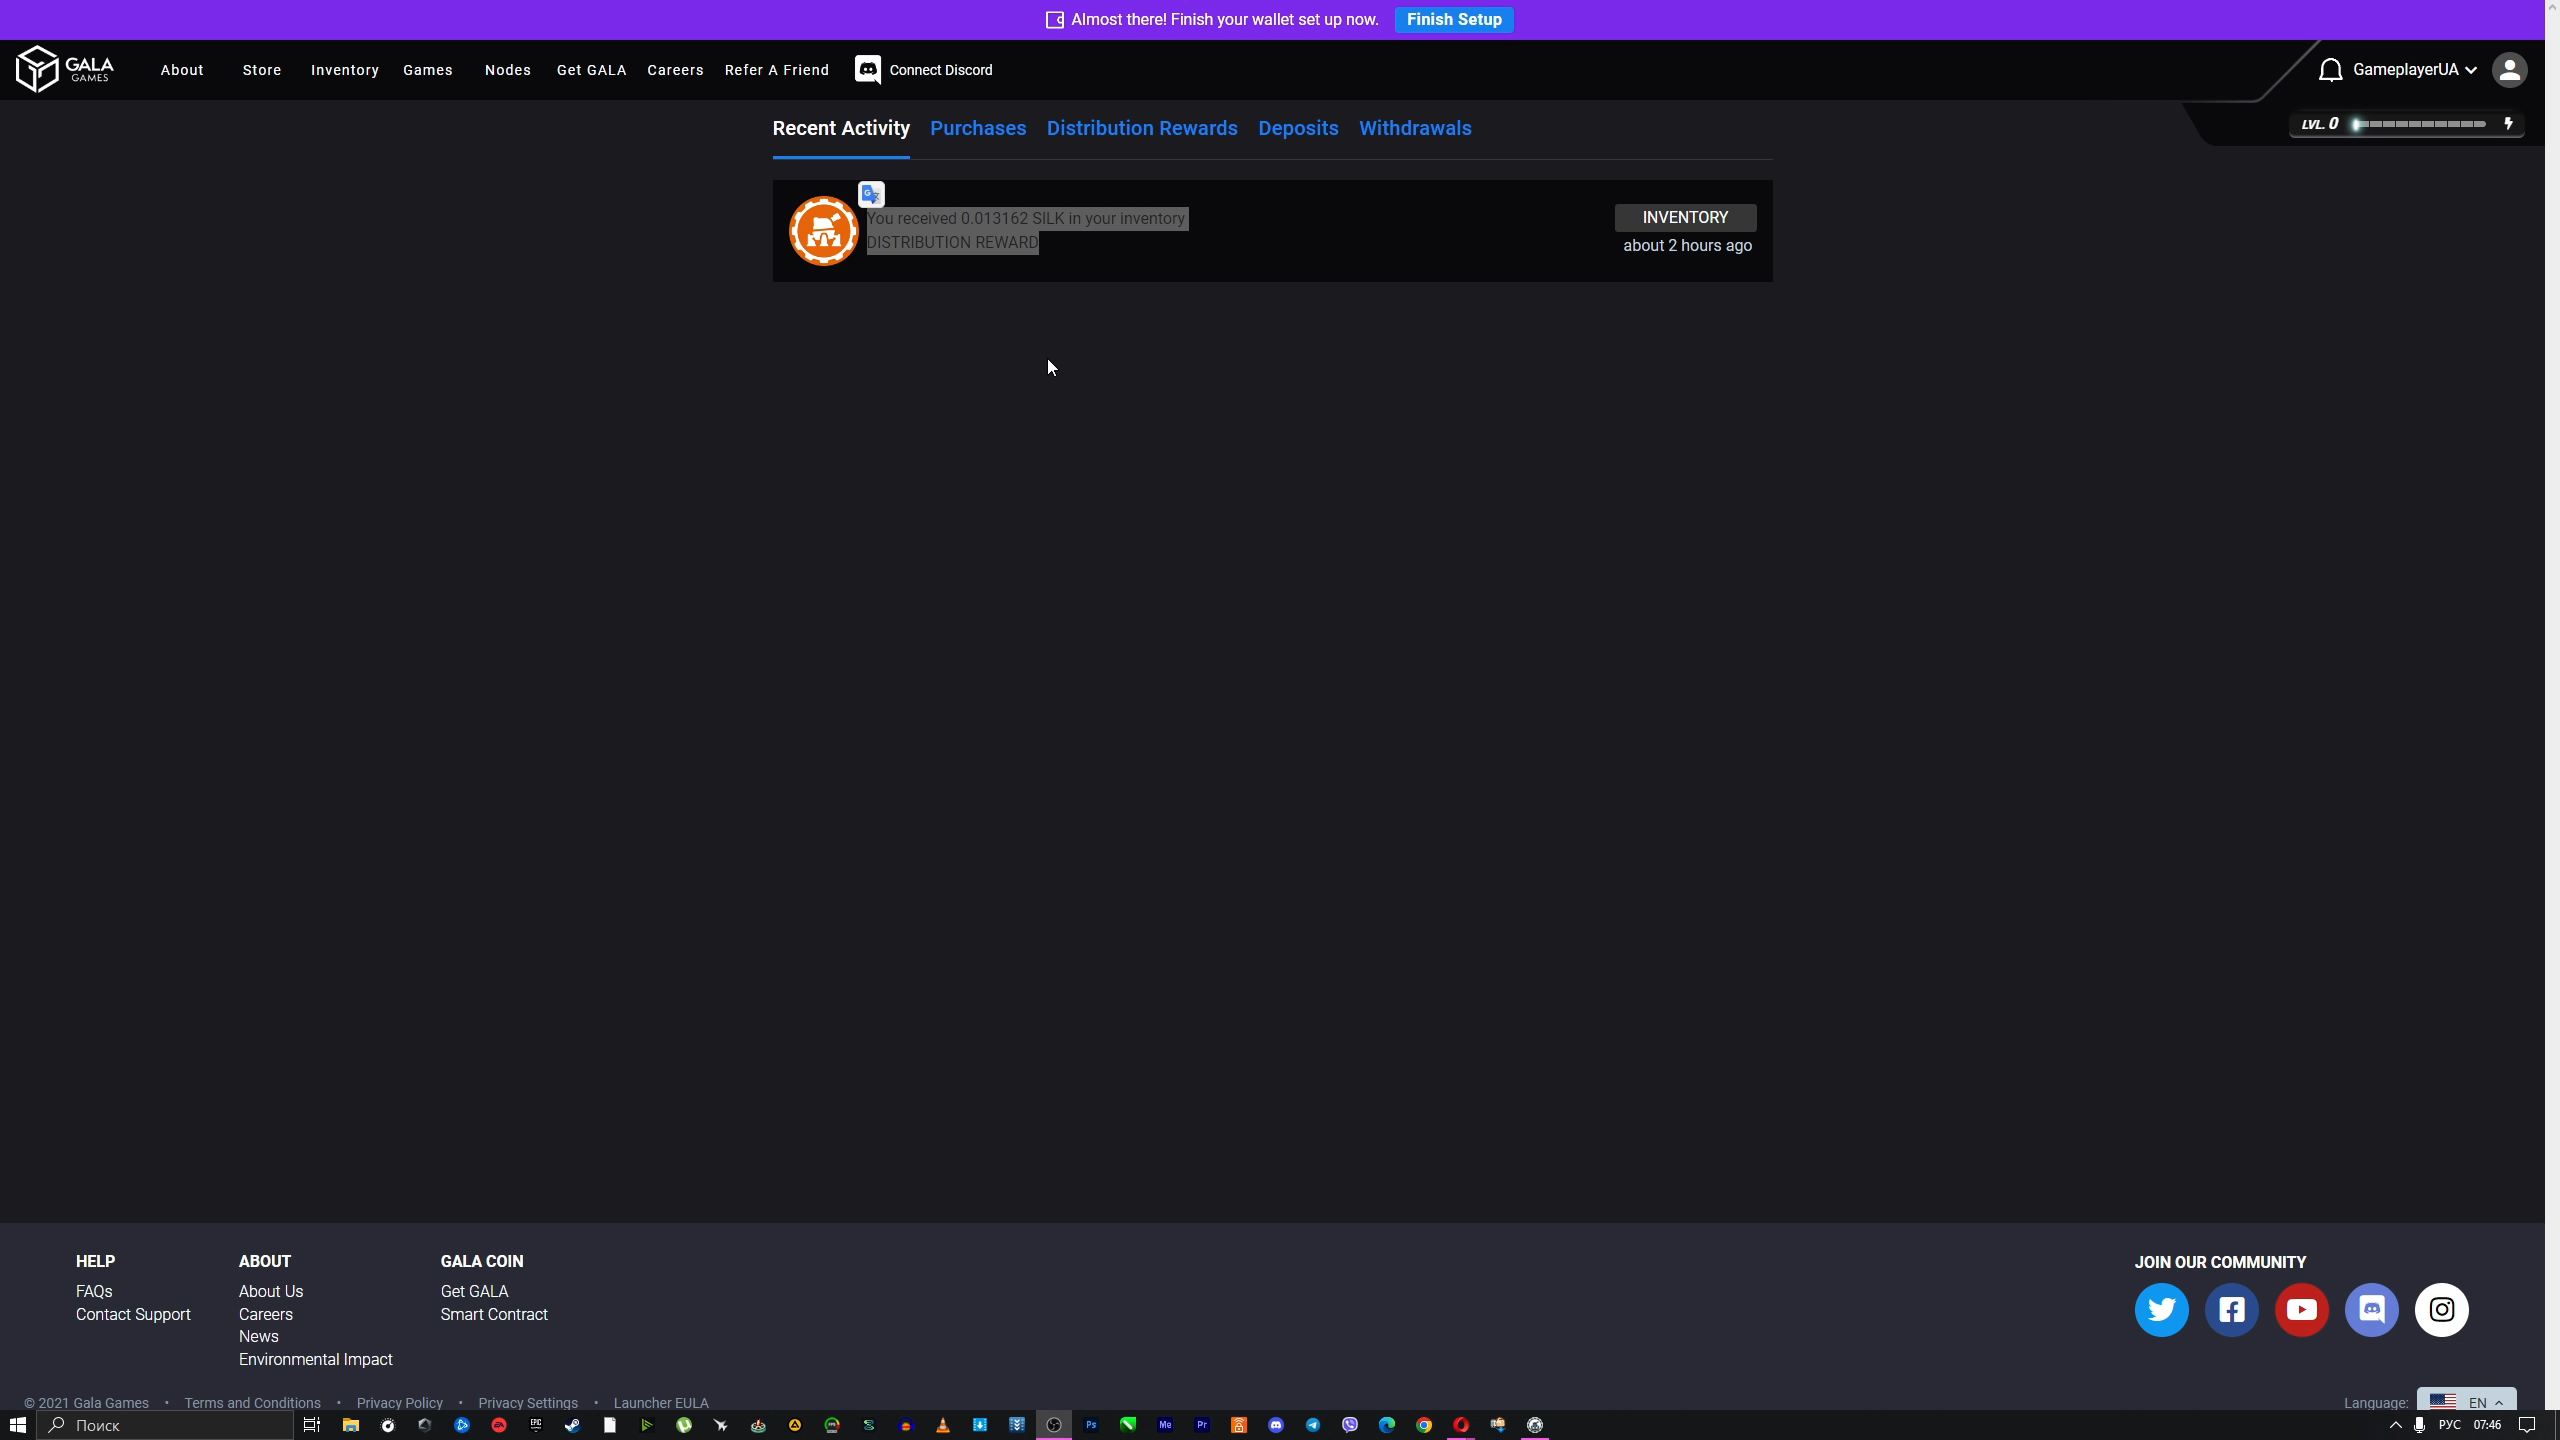 Almost there! Finish your wallet set up now. Finish Setup
GALA GAMES About Store Inventory Games Nodes Get GALA Careers Refer A Friend Connect Discord GameplayerUA
LVL. 0
Recent Activity Purchases Distribution Rewards Deposits Withdrawals
You received 0.013162 SILK in your inventory INVENTORY
DISTRIBUTION REWARD about 2 hours ago
HELP
FAQs
Contact Support
ABOUT
About Us
Careers
News
Environmental Impact
GALA COIN
Get GALA
Smart Contract
JOIN OUR COMMUNITY
© 2021 Gala Games • Terms and Conditions • Privacy Policy • Privacy Settings • Launcher EULA
Language: EN
Поиск
EPIC
Ps
Me
Pr
РУС 07:46